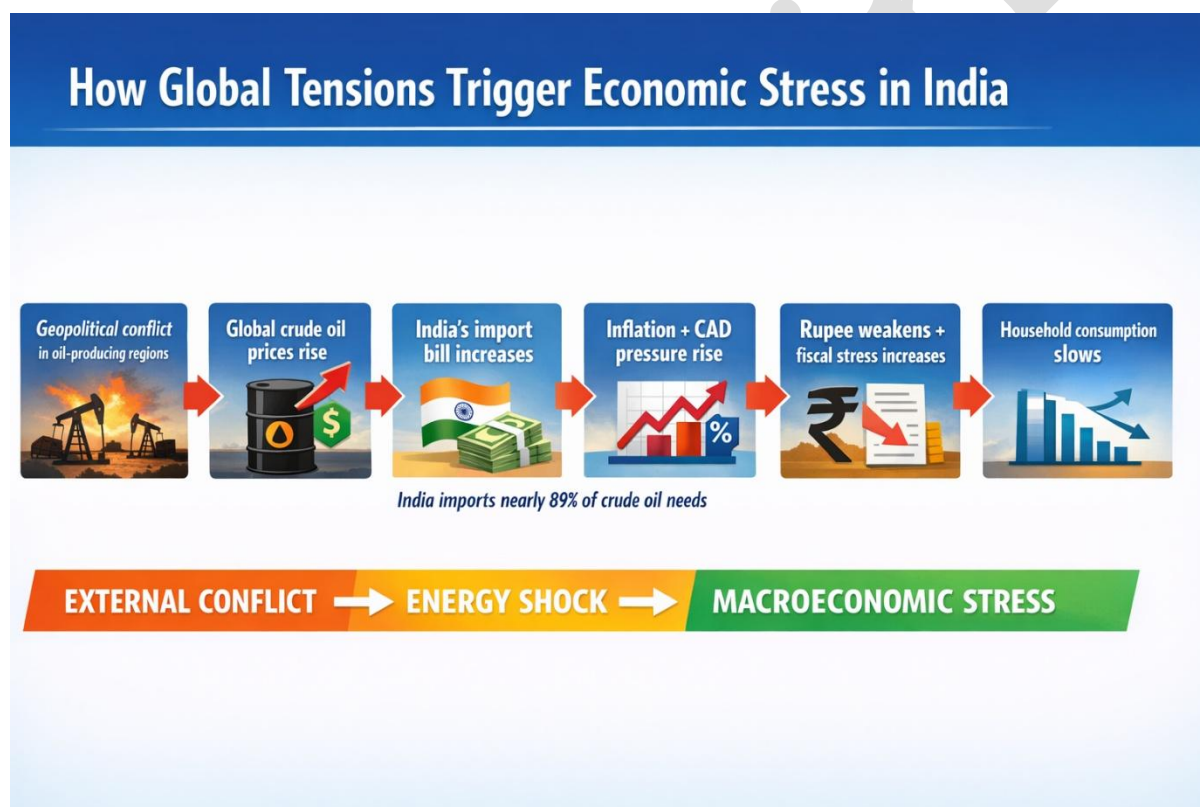 How Global Tensions Trigger Economic Stress in India
Geopolitical conflict
in oil-producing regions
Global crude oil
prices rise
$
India's import
bill increases
Inflation + CAD
pressure rise
%
Rupee weakens +
fiscal stress increases
₹
Household consumption
slows
India imports nearly 89% of crude oil needs
EXTERNAL CONFLICT → ENERGY SHOCK → MACROECONOMIC STRESS